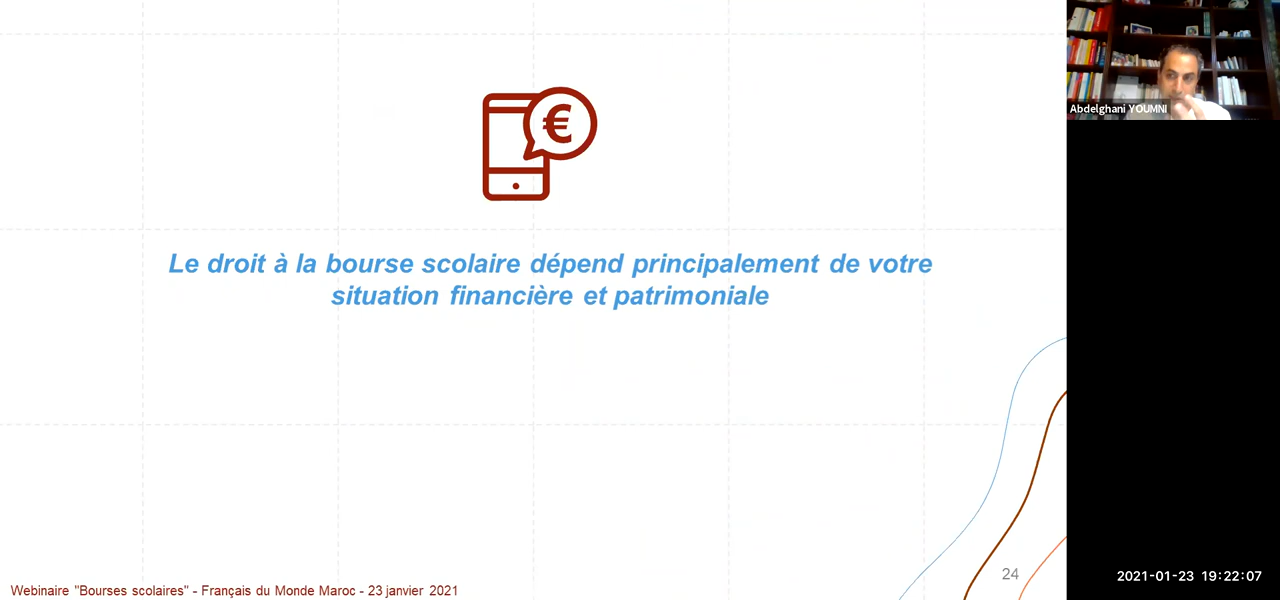 €
Le droit à la bourse scolaire dépend principalement de votre
situation financière et patrimoniale
Webinaire "Bourses scolaires" - Français du Monde Maroc - 23 janvier 2021
24
Abdelghani YOUMNI
2021-01-23 19:22:07